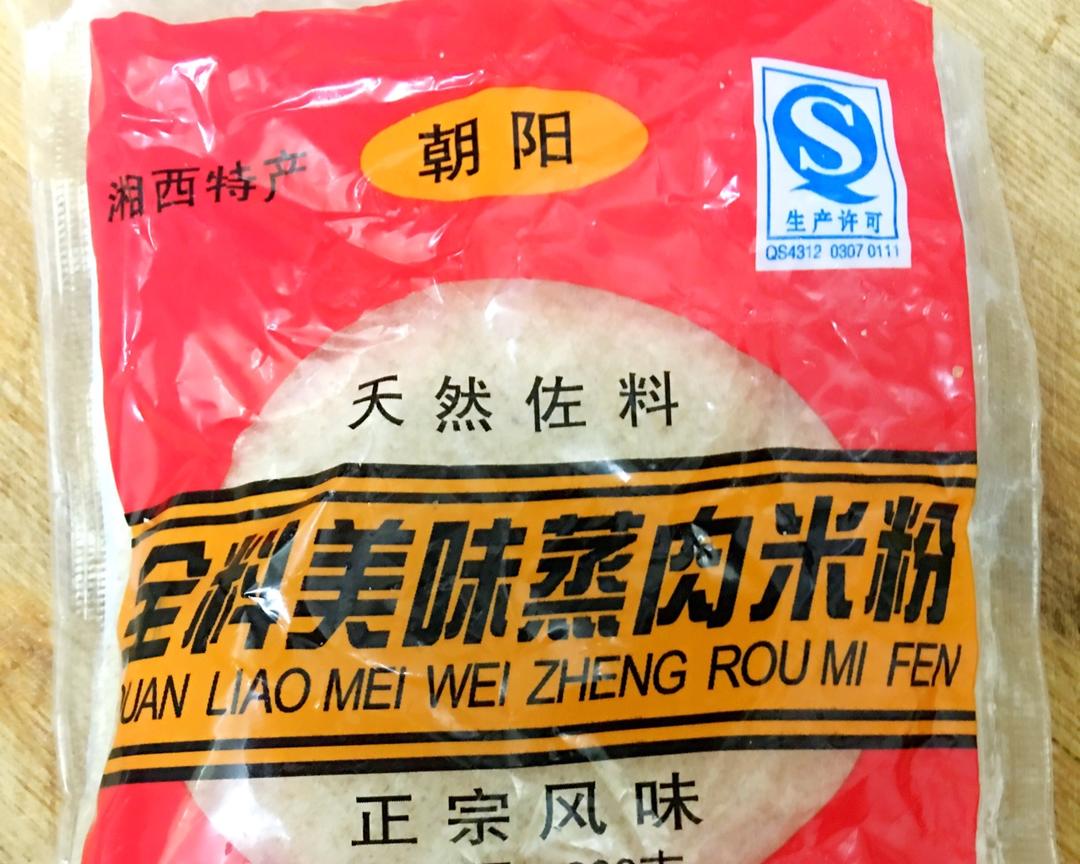 朝阳
湘西特产
生产许可
QS4312 0307 0111
天然佐料
全料美味蒸肉米粉
QUAN LIAO MEI WEI ZHENG ROU MI FEN
正宗风味